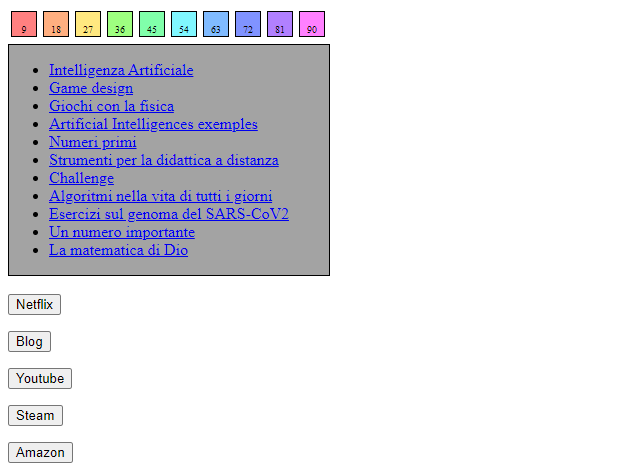 9 18 27 36 45 54 63 72 81 90
Intelligenza Artificiale
Game design
Giochi con la fisica
Artificial Intelligences exemples
Numeri primi
Strumenti per la didattica a distanza
Challenge
Algoritmi nella vita di tutti i giorni
Esercizi sul genoma del SARS-CoV2
Un numero importante
La matematica di Dio
Netflix
Blog
Youtube
Steam
Amazon